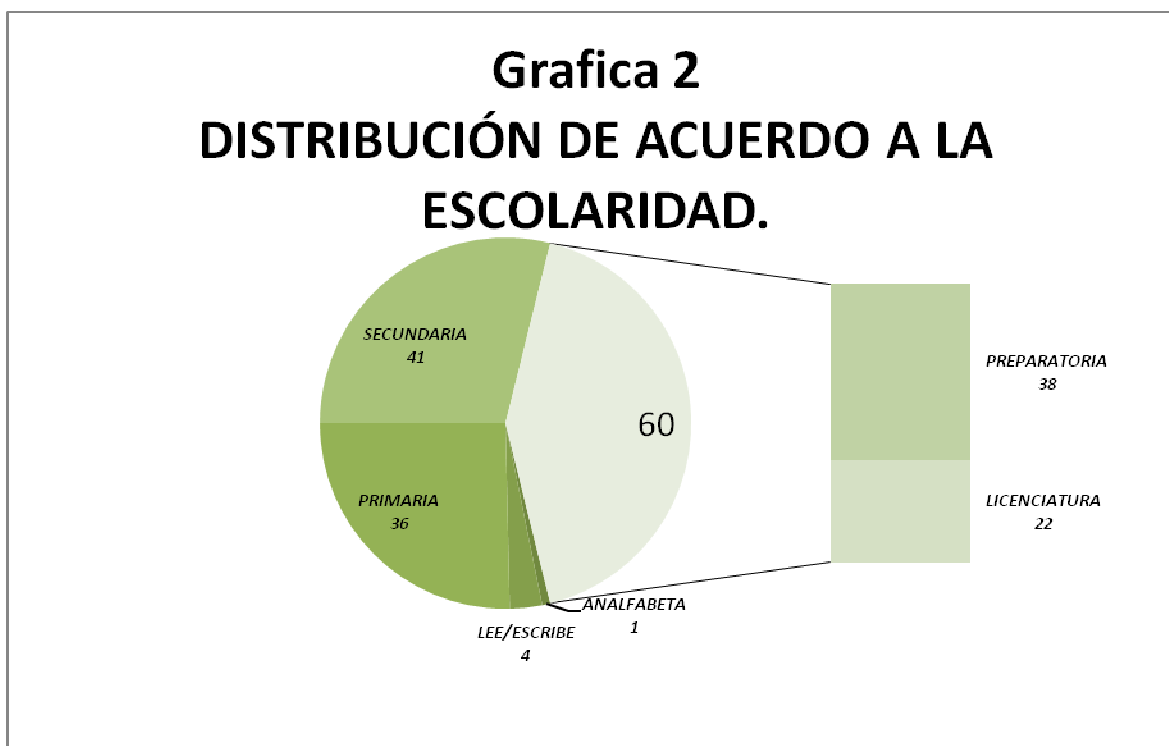 Grafica 2
DISTRIBUCIÓN DE ACUERDO A LA
ESCOLARIDAD.
SECUNDARIA
41
60
PREPARATORIA
38
PRIMARIA
36
LICENCIATURA
22
ANALFABETA
1
LEE/ESCRIBE
4